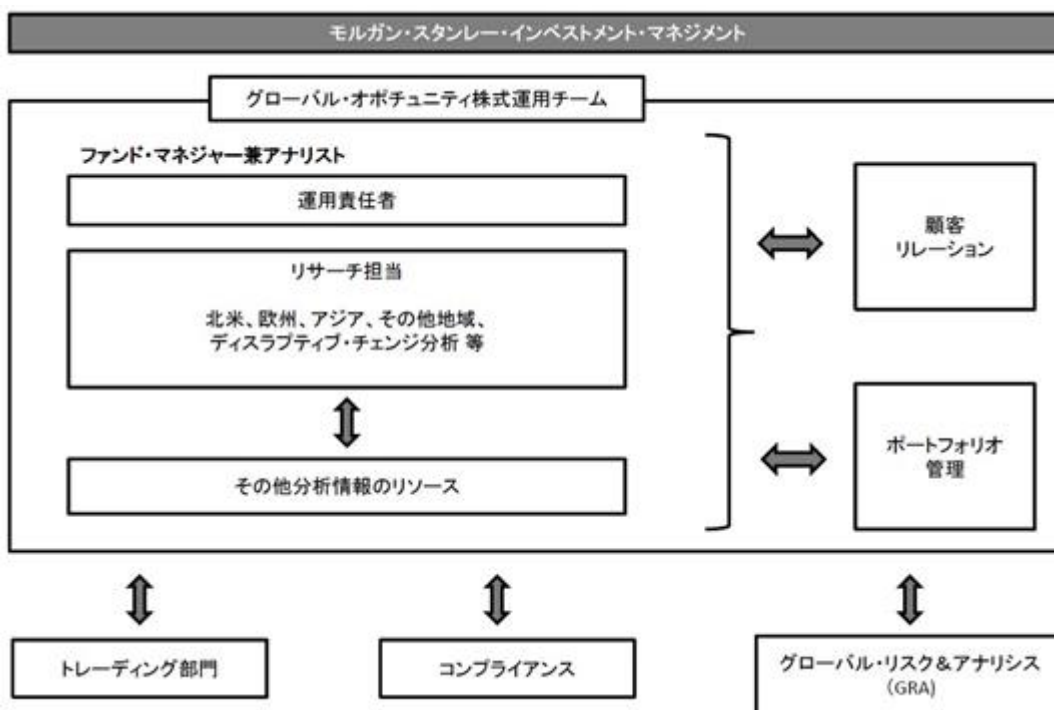 モルガン・スタンレー・インベストメント・マネジメント
グローバル・オポチュニティ株式運用チーム
ファンド・マネジャー兼アナリスト
運用責任者
リサーチ担当
北米、欧州、アジア、その他地域、
ディスラプティブ・チェンジ分析 等
その他分析情報のリソース
顧客
リレーション
ポートフォリオ
管理
トレーディング部門
コンプライアンス
グローバル・リスク＆アナリシス
（GRA)